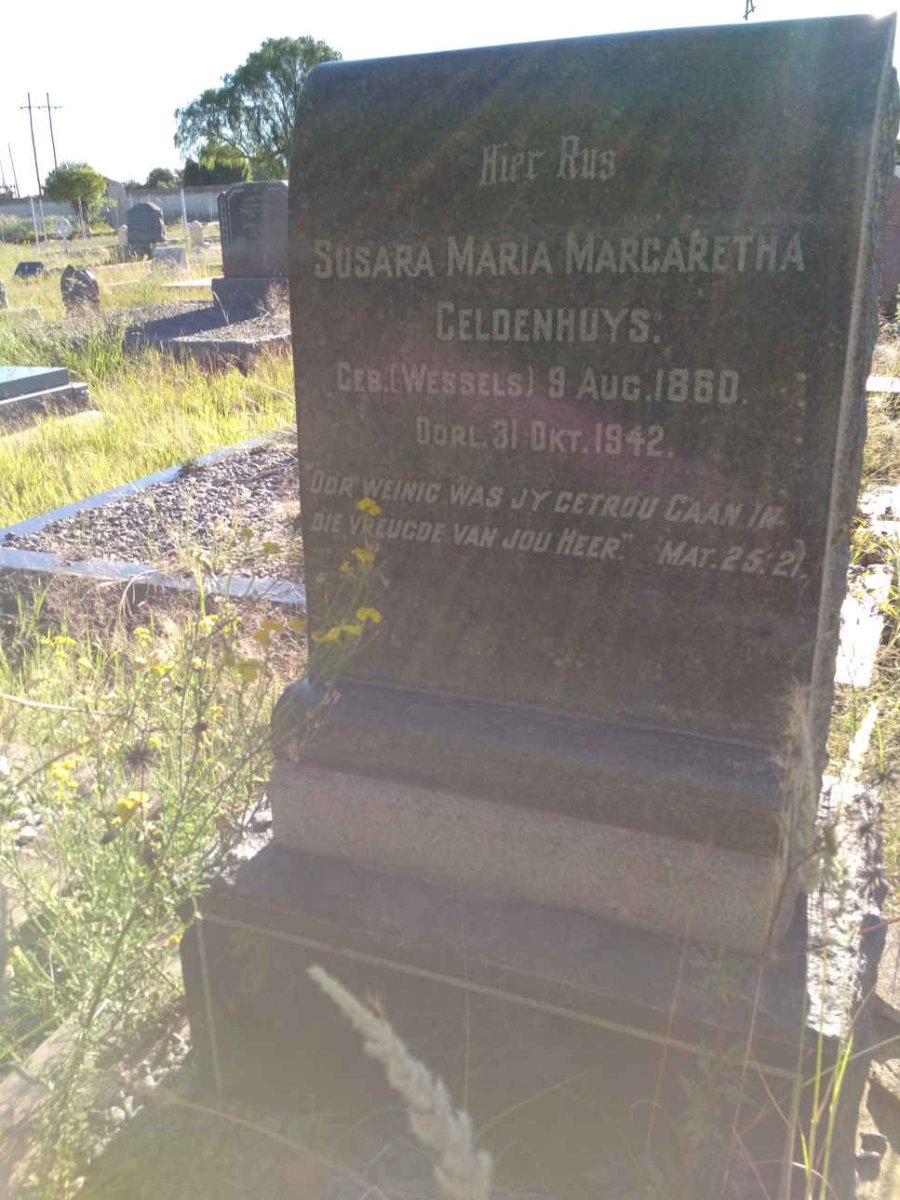 Hier Rus
SUSARA MARIA MARGARETHA
GELDENHUYS.
GEB. (WESSELS) 9 AUG. 1860.
OORL. 31 OKT. 1942.
"OOR WEINIG WAS JY GETROU GAAN IN
DIE VREUGDE VAN JOU HEER." MAT. 25:21.